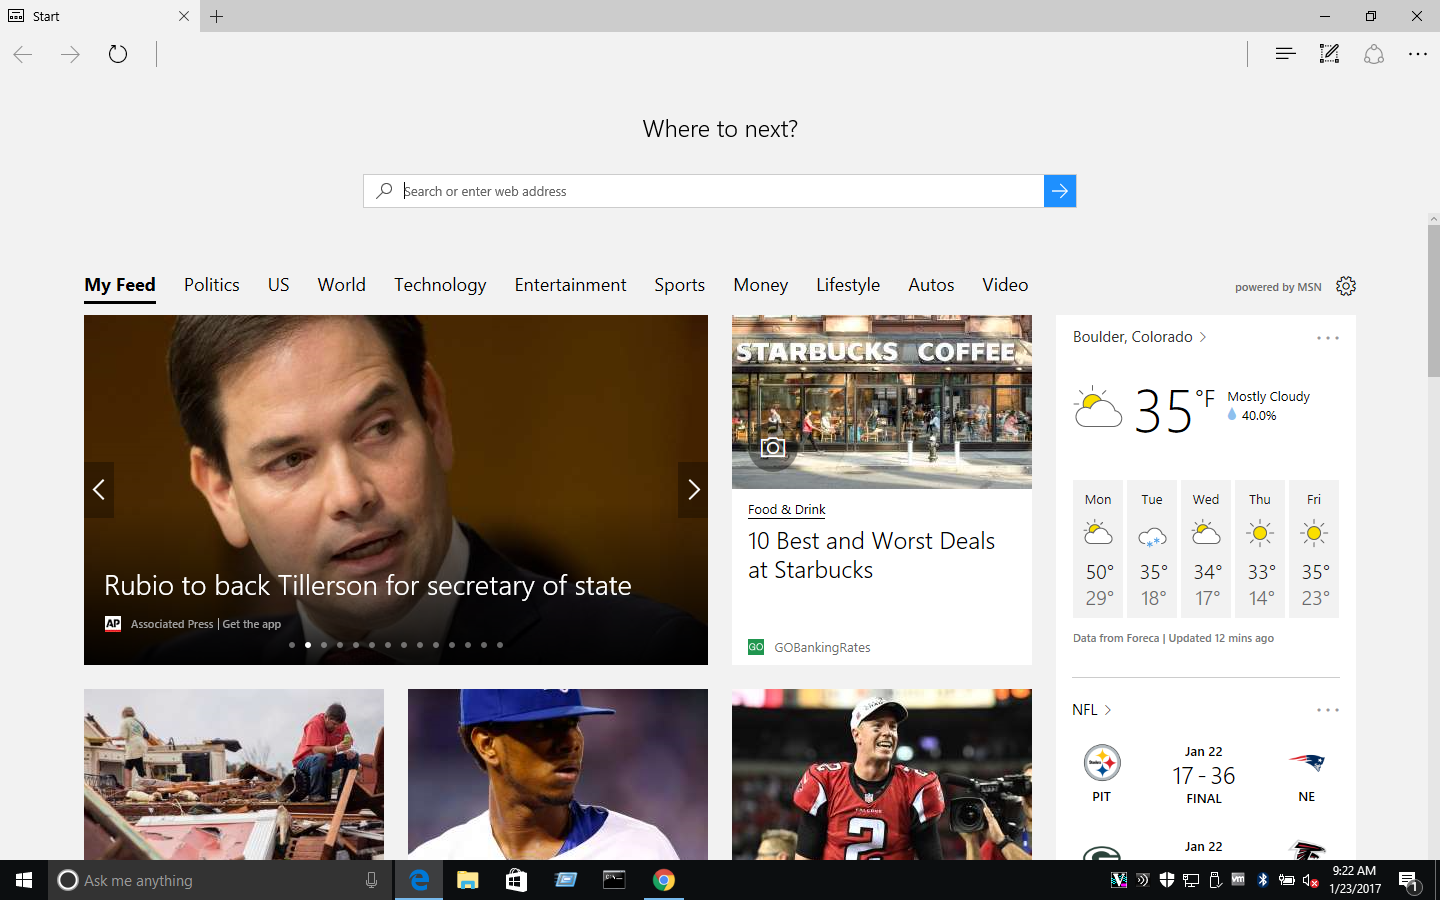 Start
Where to next?
Search or enter web address
My Feed Politics US World Technology Entertainment Sports Money Lifestyle Autos Video
powered by MSN
Rubio to back Tillerson for secretary of state
AP Associated Press | Get the app
STARBUCKS COFFEE
Food & Drink
10 Best and Worst Deals
at Starbucks
GO GOBankingRates
Boulder, Colorado
35 °F
Mostly Cloudy
40.0%
Mon Tue Wed Thu Fri
50° 35° 34° 33° 35°
29° 18° 17° 14° 23°
Data from Foreca | Updated 12 mins ago
NFL
Jan 22
17 - 36
FINAL
PIT NE
Jan 22
FALCONS
2
Ask me anything
9:22 AM
1/23/2017
1